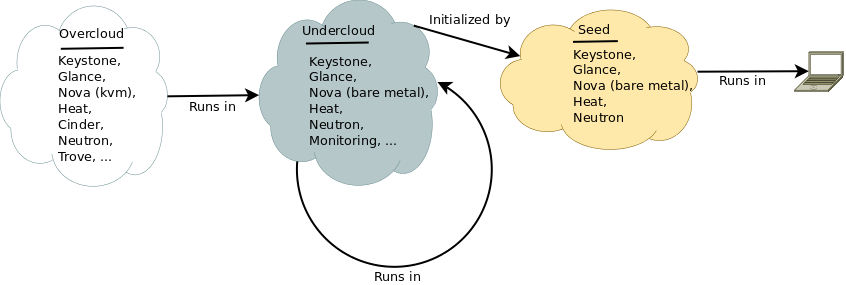 Overcloud
Keystone,
Glance,
Nova (kvm),
Heat,
Cinder,
Neutron,
Trove, ...
Runs in
Undercloud
Keystone,
Glance,
Nova (bare metal),
Heat,
Neutron,
Monitoring, ...
Runs in
Initialized by
Seed
Keystone,
Glance,
Nova (bare metal),
Heat,
Neutron
Runs in